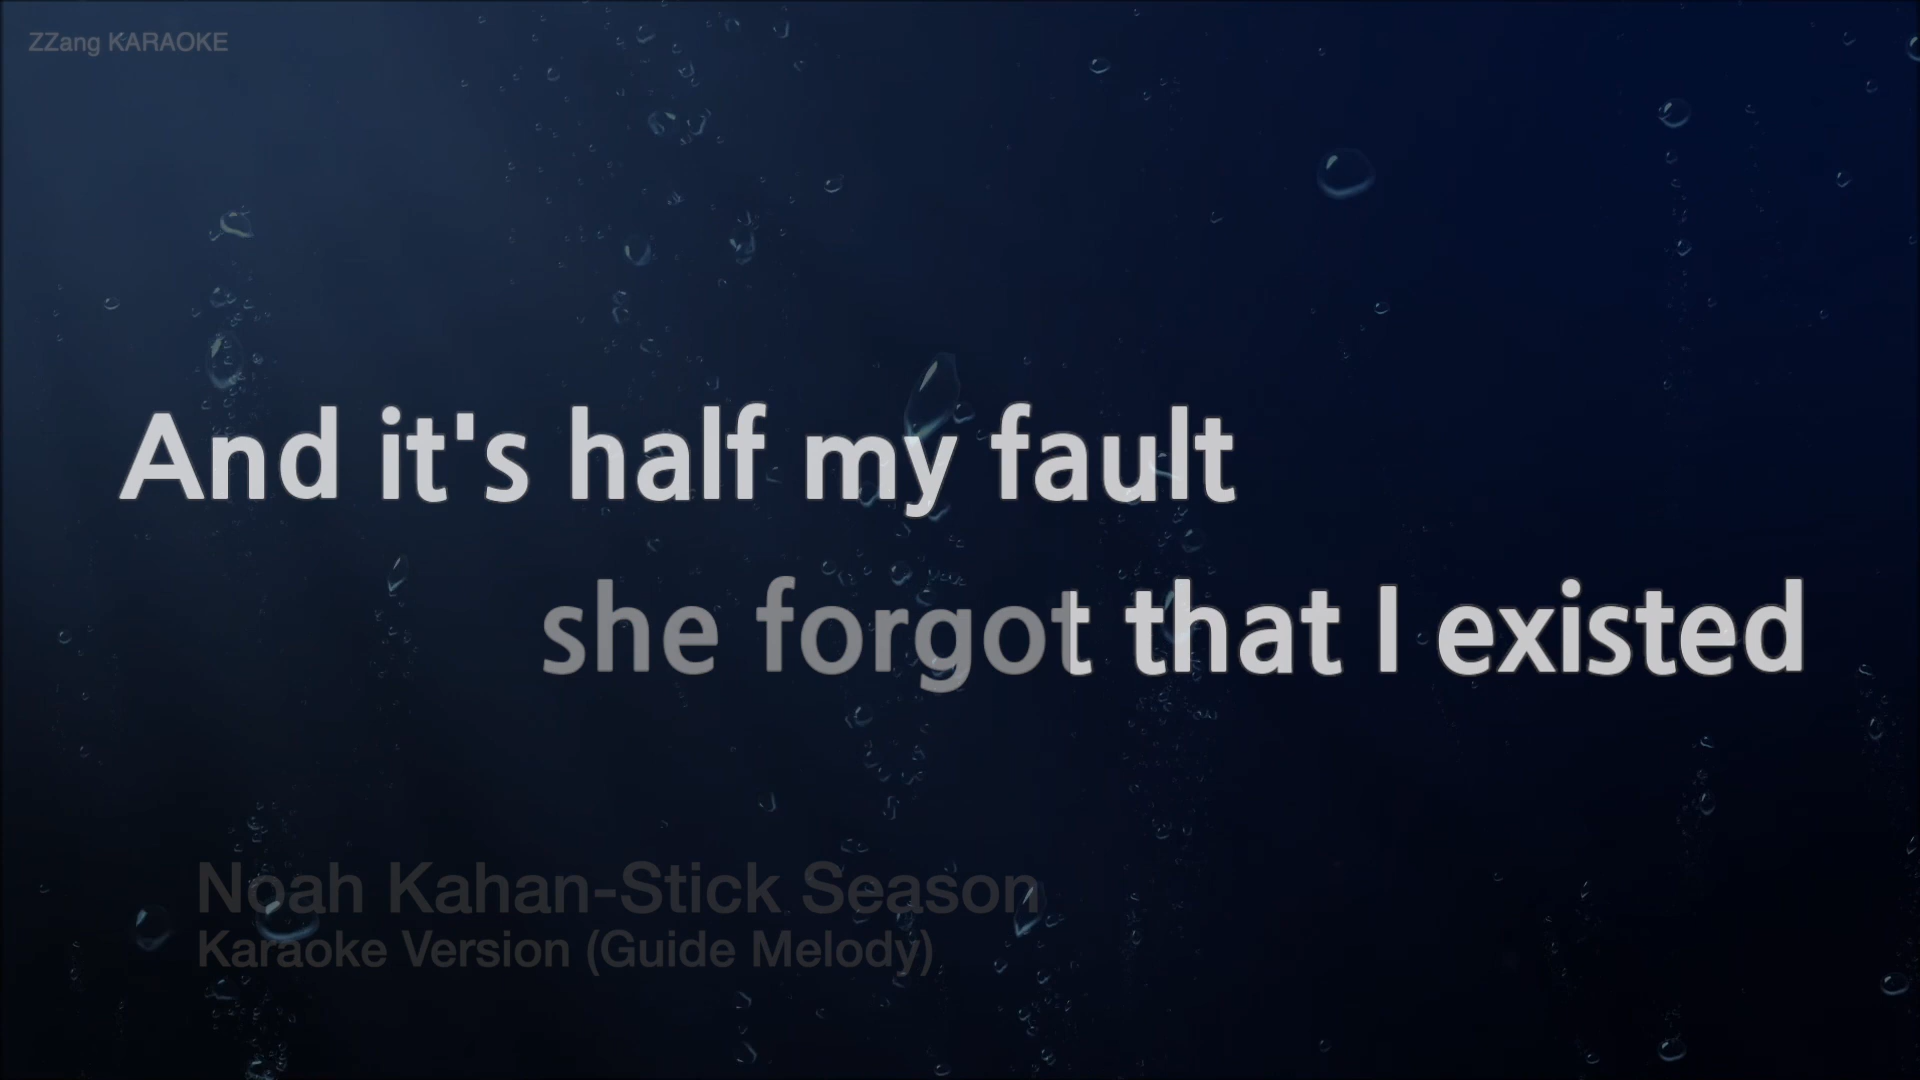 ZZang KARAOKE
And it's half my fault
she forgot that I existed
Noah Kahan-Stick Season
Karaoke Version (Guide Melody)